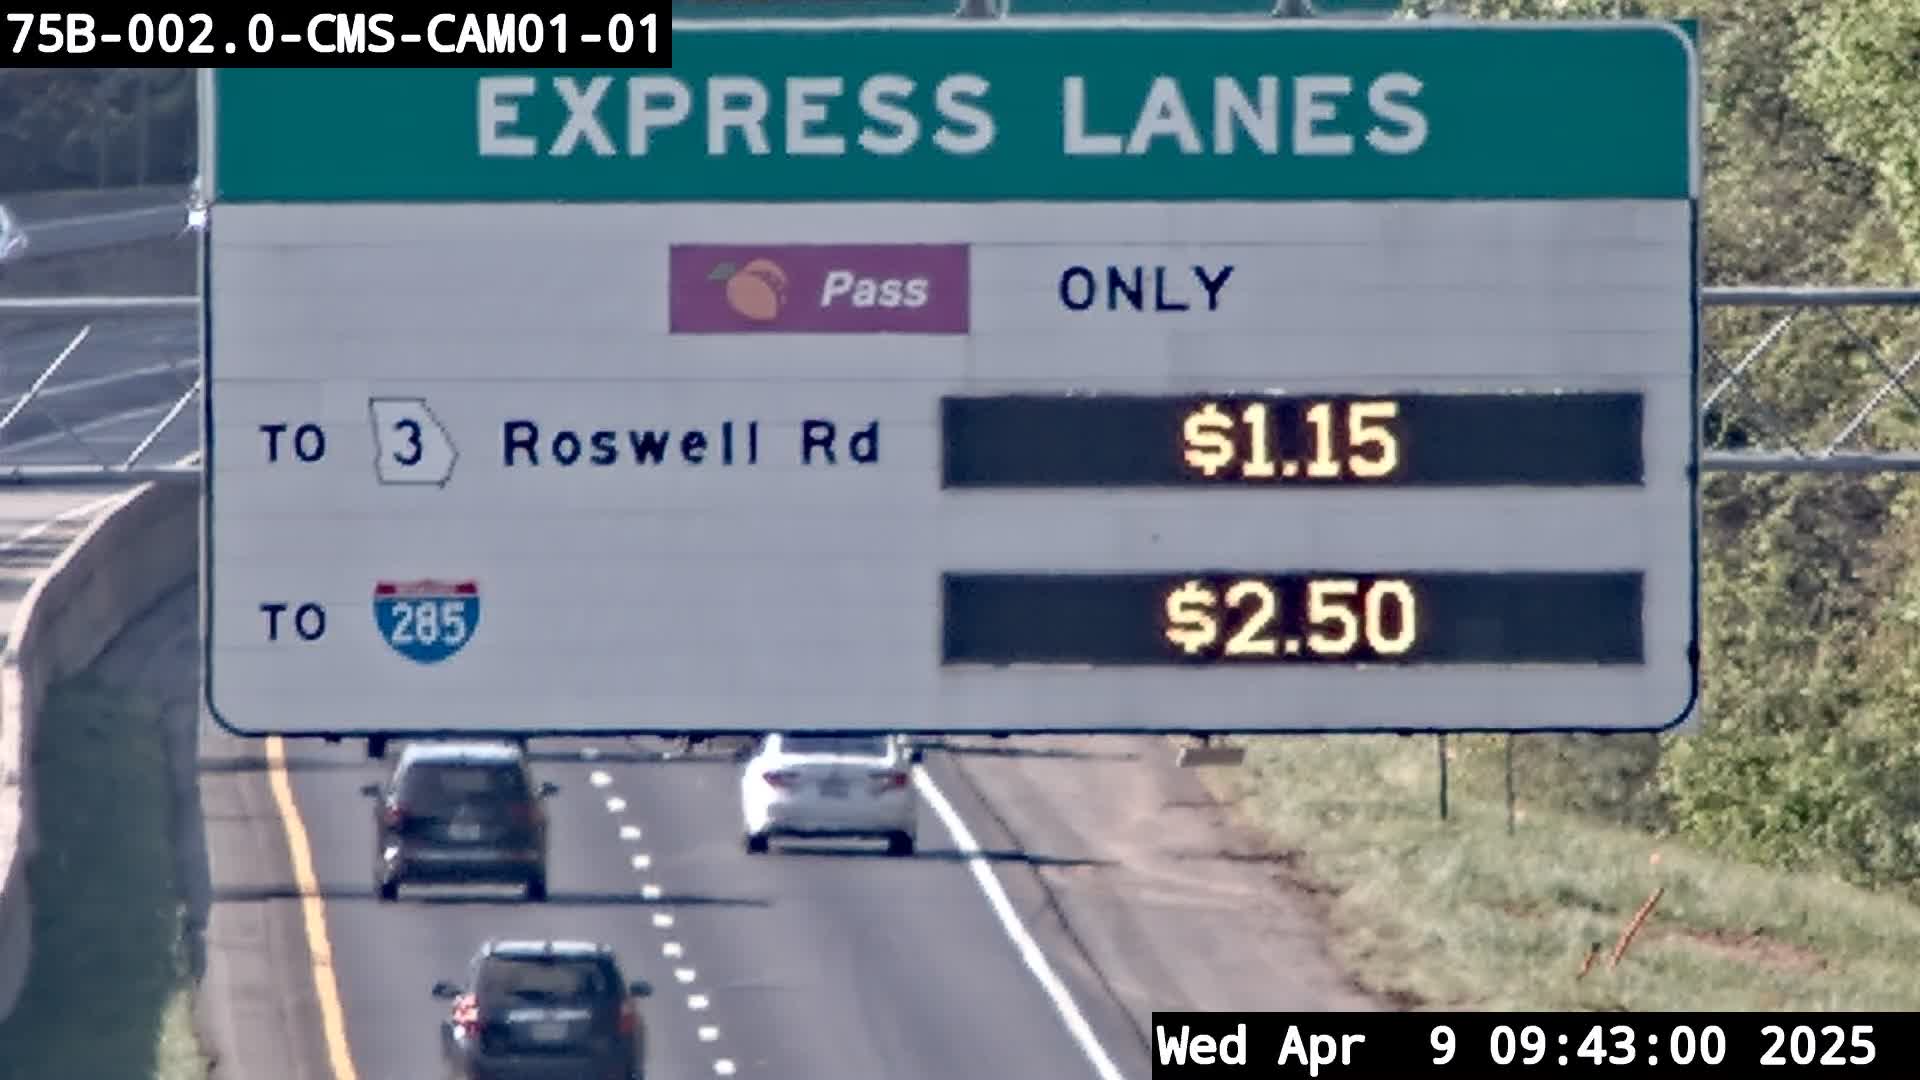 75B-002.0-CMS-CAM01-01
EXPRESS LANES
Pass ONLY
TO 3 Roswell Rd $1.15
TO 285 $2.50
Wed Apr 9 09:43:00 2025